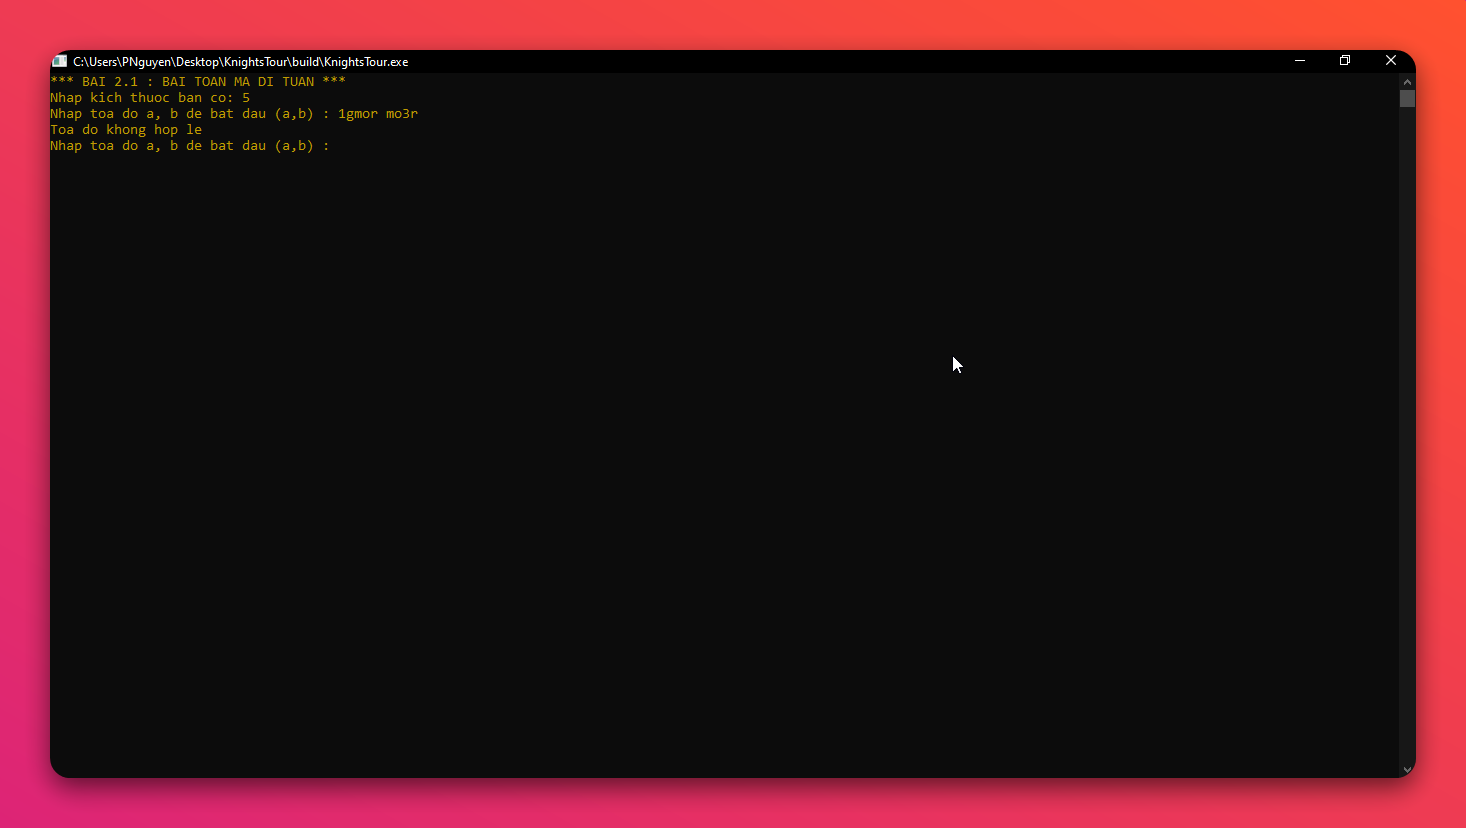 C:\Users\PNguyen\Desktop\KnightsTour\build\KnightsTour.exe
*** BAI 2.1 : BAI TOAN MA DI TUAN ***
Nhap kich thuoc ban co: 5
Nhap toa do a, b de bat dau (a,b) : 1gmor mo3r
Toa do khong hop le
Nhap toa do a, b de bat dau (a,b) :